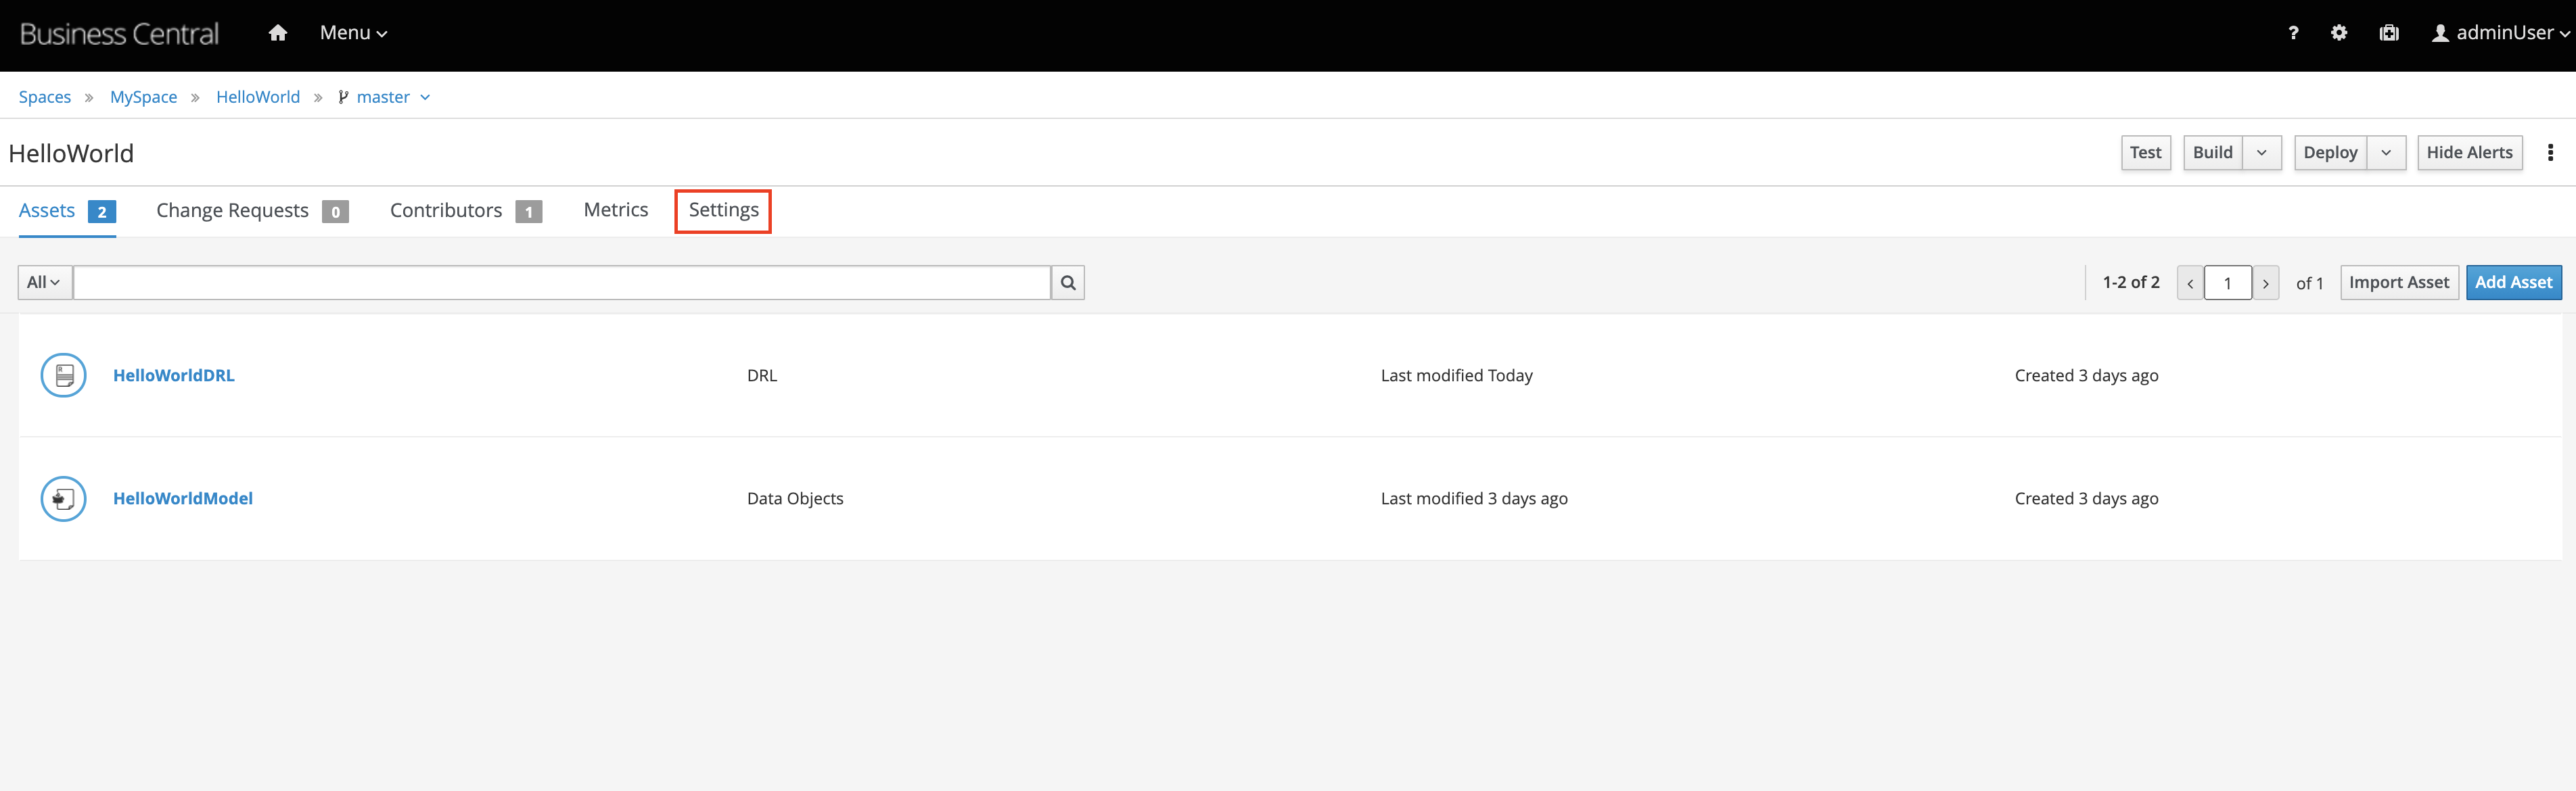 Business Central Menu ? adminUser
Spaces » MySpace » HelloWorld » master
HelloWorld Test Build Deploy Hide Alerts
Assets 2 Change Requests 0 Contributors 1 Metrics Settings
All 1-2 of 2 < 1 > of 1 Import Asset Add Asset
HelloWorldDRL DRL Last modified Today Created 3 days ago
HelloWorldModel Data Objects Last modified 3 days ago Created 3 days ago